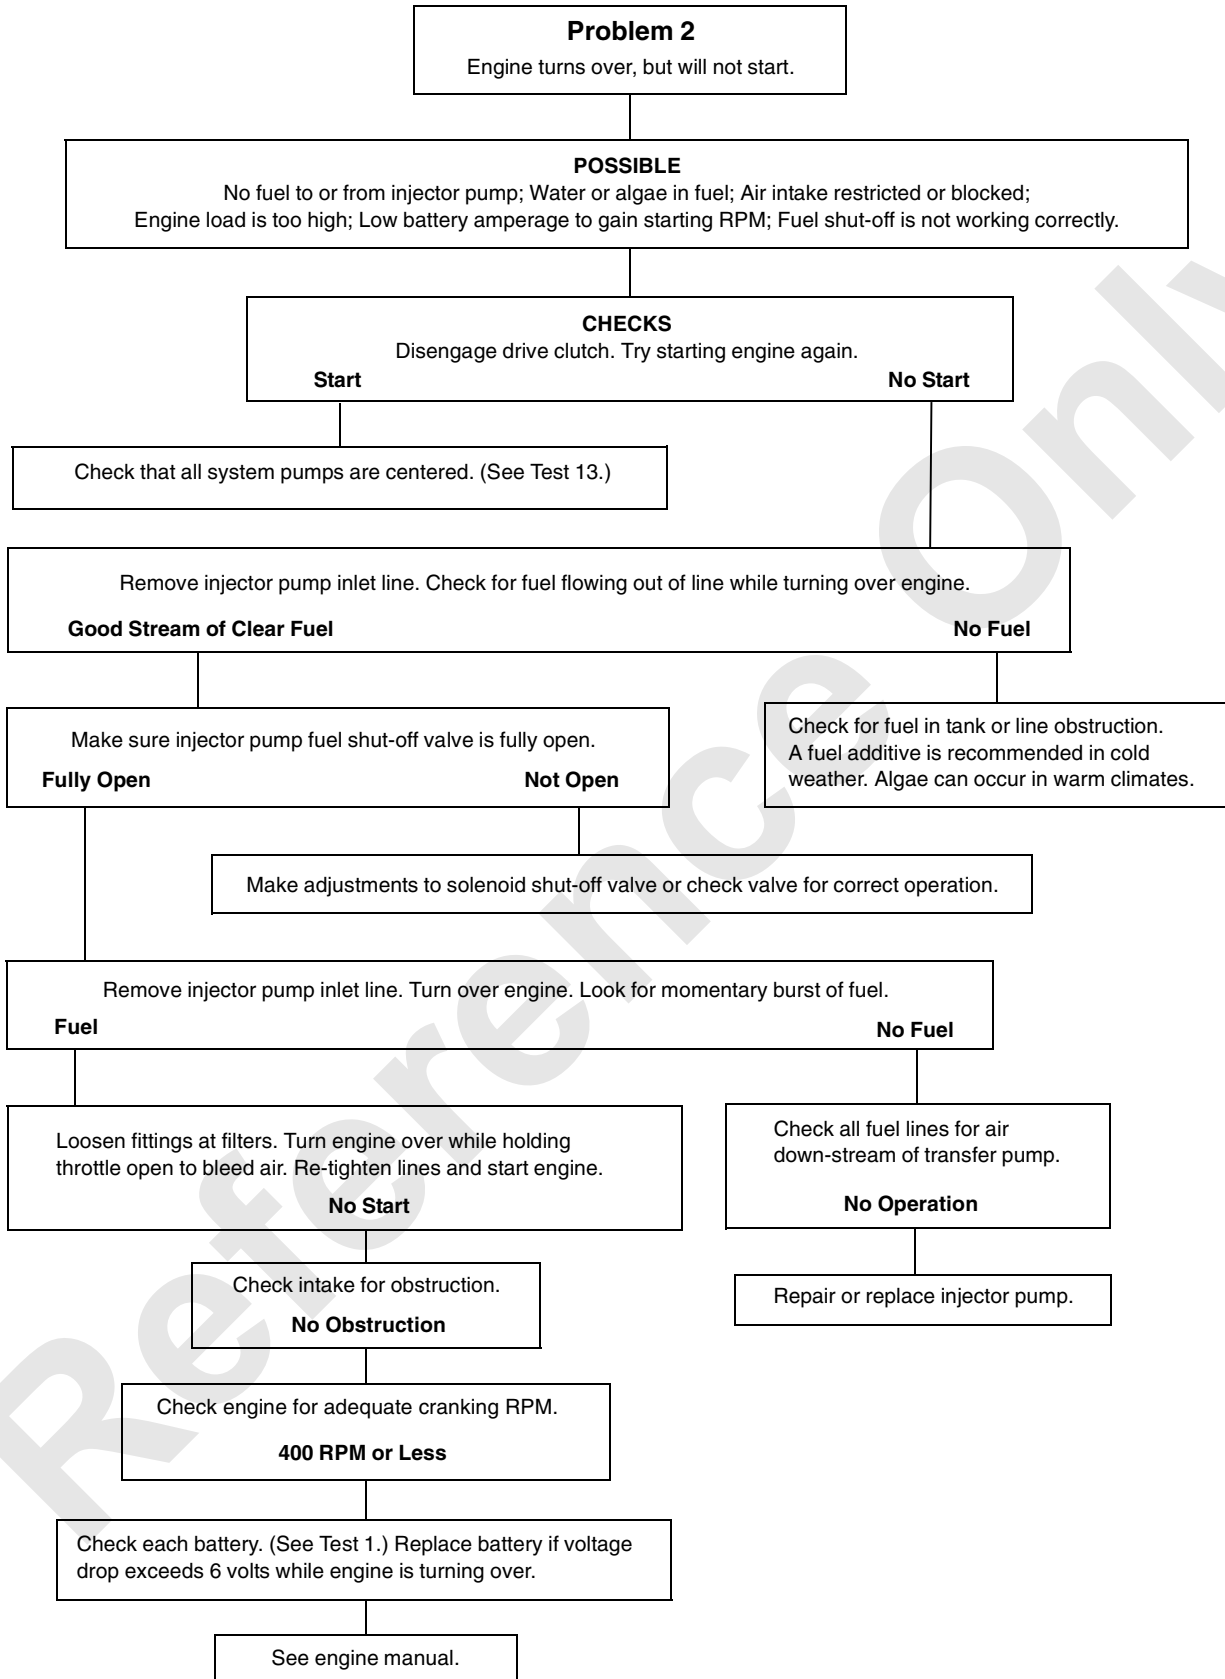 Problem 2
Engine turns over, but will not start.
POSSIBLE
No fuel to or from injector pump; Water or algae in fuel; Air intake restricted or blocked;
Engine load is too high; Low battery amperage to gain starting RPM; Fuel shut-off is not working correctly.
CHECKS
Disengage drive clutch. Try starting engine again.
Start No Start
Check that all system pumps are centered. (See Test 13.)
Remove injector pump inlet line. Check for fuel flowing out of line while turning over engine.
Good Stream of Clear Fuel No Fuel
Make sure injector pump fuel shut-off valve is fully open.
Fully Open Not Open
Check for fuel in tank or line obstruction.
A fuel additive is recommended in cold
weather. Algae can occur in warm climates.
Make adjustments to solenoid shut-off valve or check valve for correct operation.
Remove injector pump inlet line. Turn over engine. Look for momentary burst of fuel.
Fuel No Fuel
Loosen fittings at filters. Turn engine over while holding
throttle open to bleed air. Re-tighten lines and start engine.
No Start
Check all fuel lines for air
down-stream of transfer pump.
No Operation
Check intake for obstruction.
No Obstruction
Repair or replace injector pump.
Check engine for adequate cranking RPM.
400 RPM or Less
Check each battery. (See Test 1.) Replace battery if voltage
drop exceeds 6 volts while engine is turning over.
See engine manual.
Reference Only